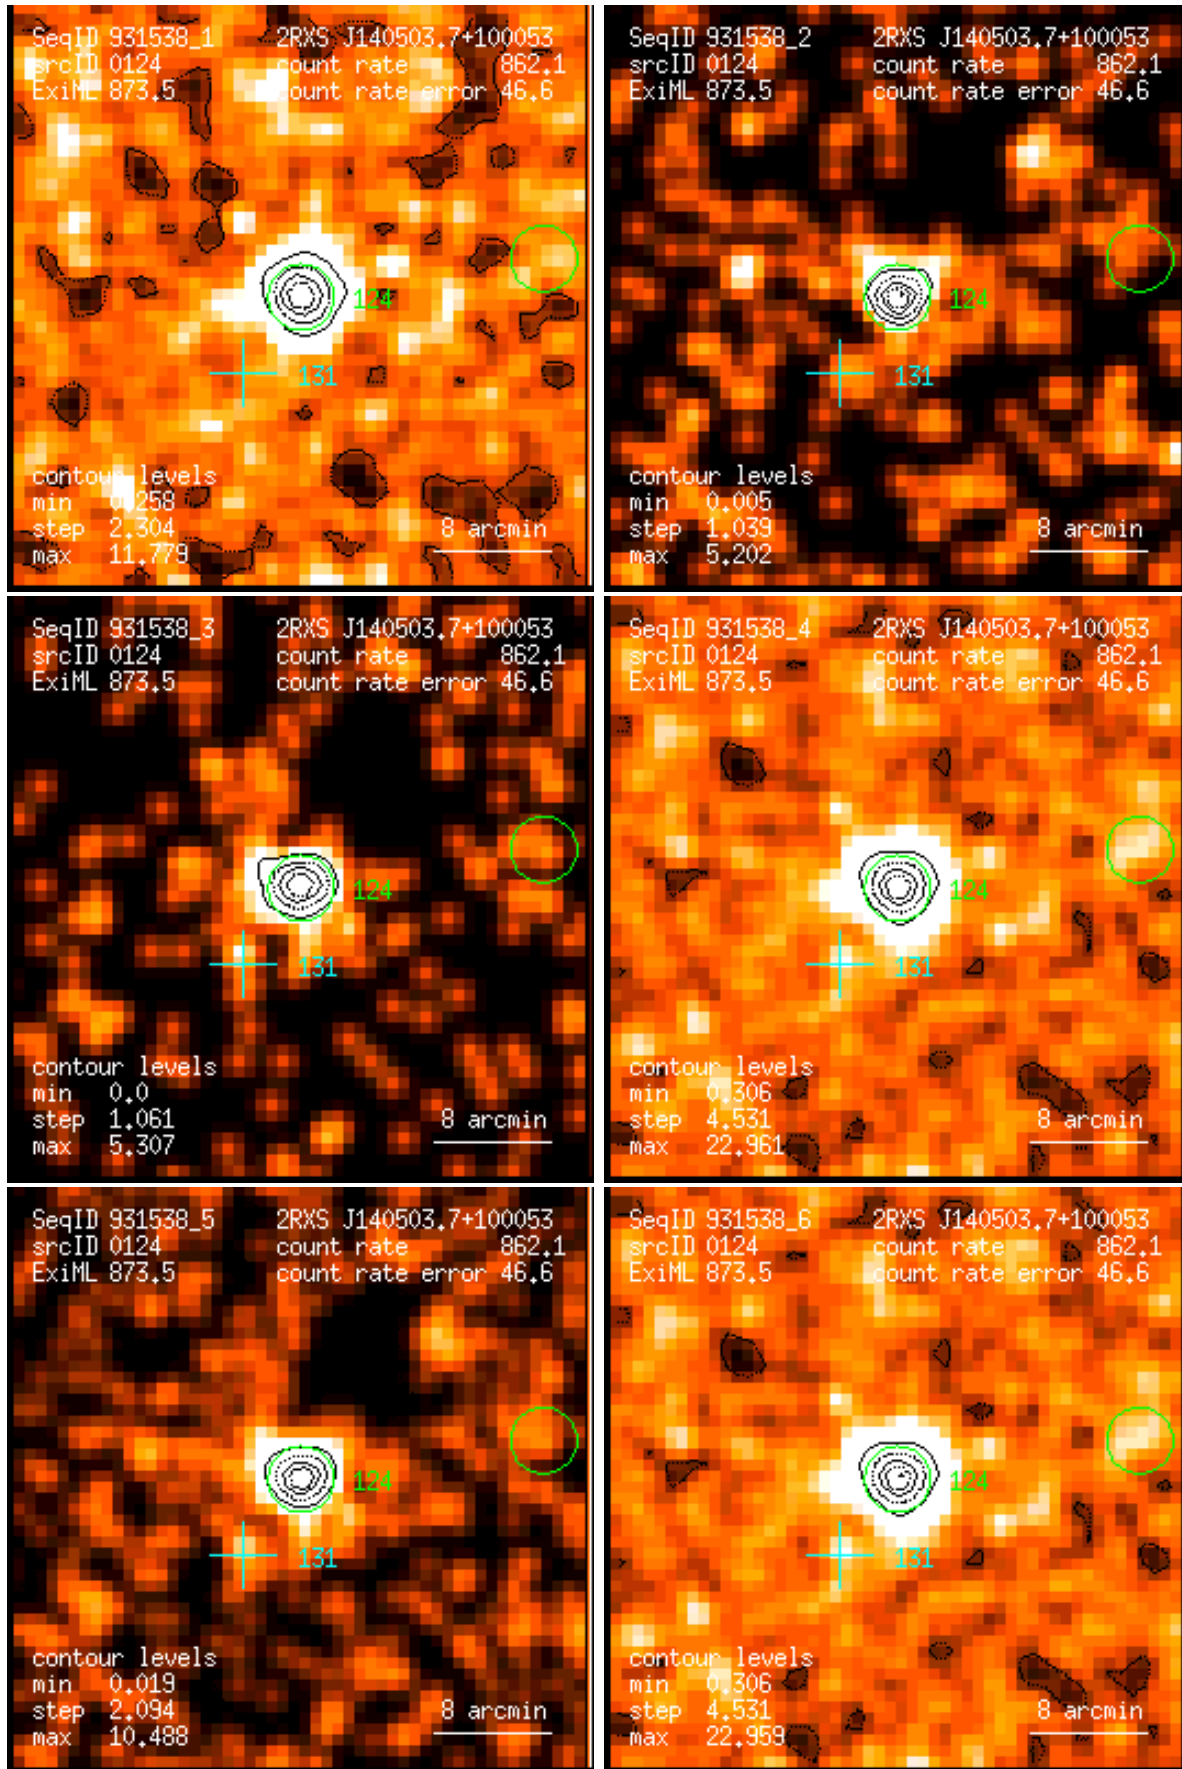 SeqID 931538_1 2RXS J140503.7+100053
srcID 0124 count rate 862.1
ExiML 873.5 count rate error 46.6
124
131
contour levels
min 0.258
step 2.304 8 arcmin
max 11.779
SeqID 931538_2 2RXS J140503.7+100053
srcID 0124 count rate 862.1
ExiML 873.5 count rate error 46.6
124
131
contour levels
min 0.005
step 1.039 8 arcmin
max 5.202
SeqID 931538_3 2RXS J140503.7+100053
srcID 0124 count rate 862.1
ExiML 873.5 count rate error 46.6
124
131
contour levels
min 0.0
step 1.061 8 arcmin
max 5.307
SeqID 931538_4 2RXS J140503.7+100053
srcID 0124 count rate 862.1
ExiML 873.5 count rate error 46.6
124
131
contour levels
min 0.306
step 4.531 8 arcmin
max 22.961
SeqID 931538_5 2RXS J140503.7+100053
srcID 0124 count rate 862.1
ExiML 873.5 count rate error 46.6
124
131
contour levels
min 0.019
step 2.094 8 arcmin
max 10.488
SeqID 931538_6 2RXS J140503.7+100053
srcID 0124 count rate 862.1
ExiML 873.5 count rate error 46.6
124
131
contour levels
min 0.306
step 4.531 8 arcmin
max 22.959